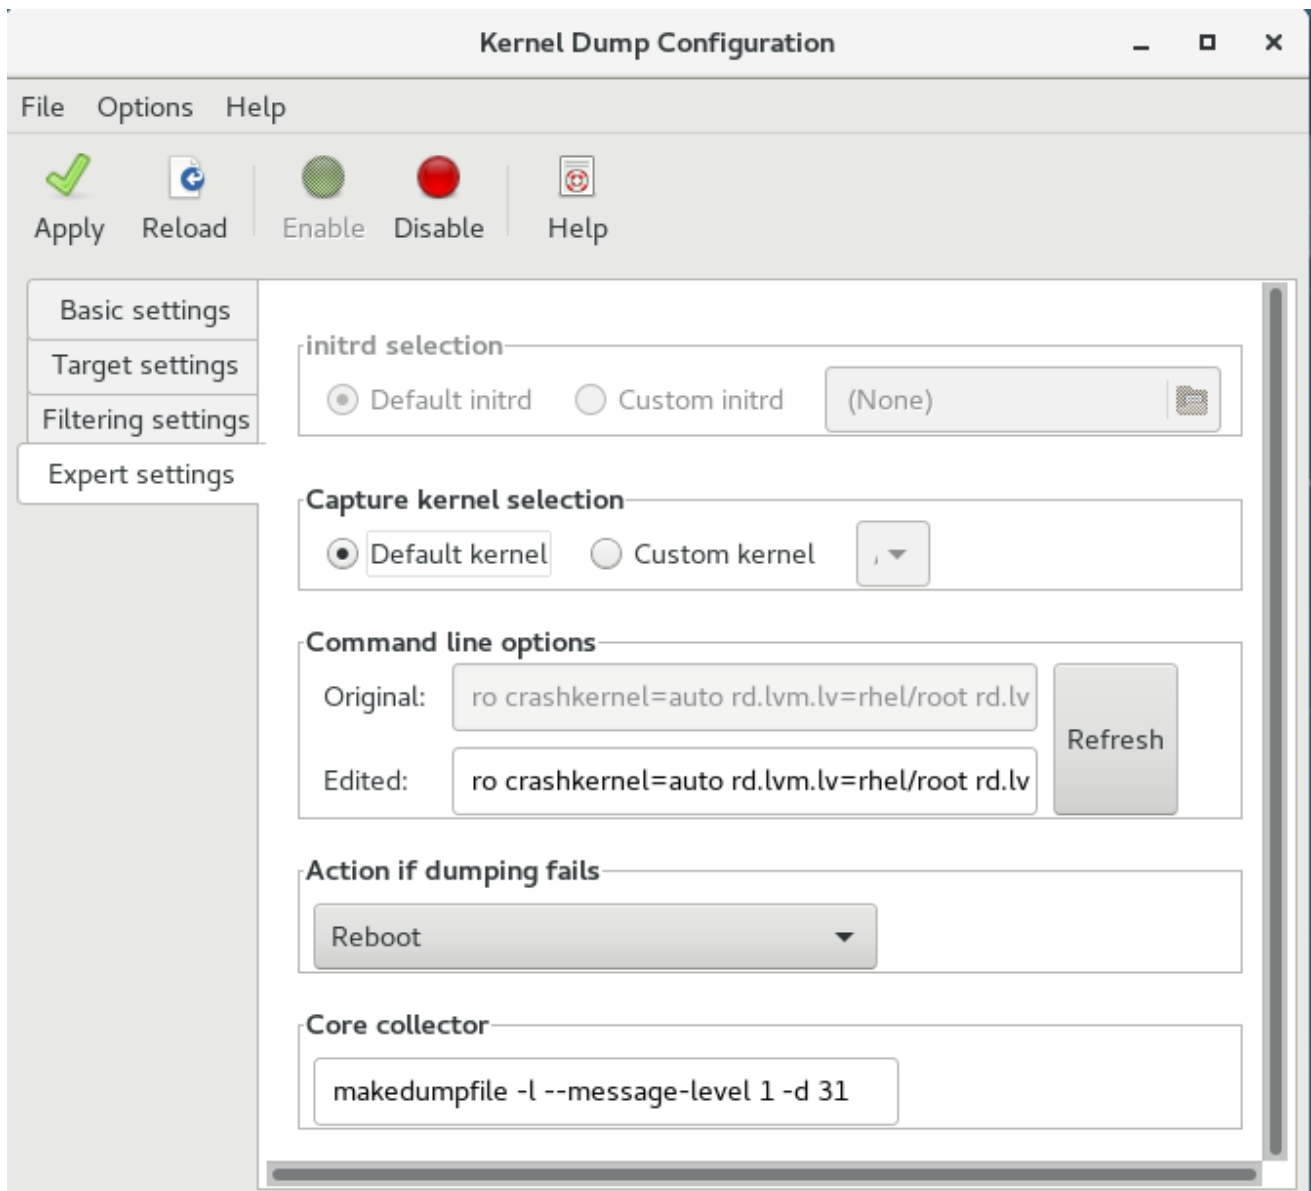 Kernel Dump Configuration
File Options Help
Apply Reload Enable Disable Help
Basic settings
Target settings
Filtering settings
Expert settings
initrd selection
Default initrd Custom initrd (None)
Capture kernel selection
Default kernel Custom kernel
Command line options
Original: ro crashkernel=auto rd.lvm.lv=rhel/root rd.lv
Refresh
Edited: ro crashkernel=auto rd.lvm.lv=rhel/root rd.lv
Action if dumping fails
Reboot
Core collector
makedumpfile -l --message-level 1 -d 31